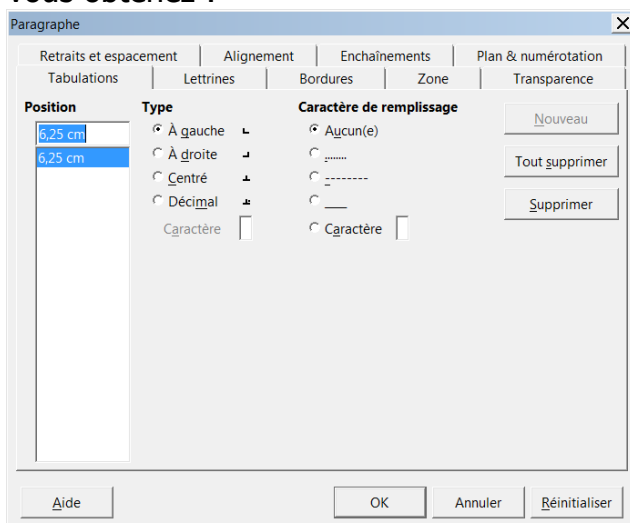 Paragraphe X
Retraits et espacement Alignement Enchaînements Plan & numérotation
Tabulations Lettrines Bordures Zone Transparence
Position Type Caractère de remplissage
6,25 cm À gauche Aucun(e) Nouveau
6,25 cm À droite ........ Tout supprimer
Centré --------
Décimal ___ Supprimer
Caractère Caractère
Aide OK Annuler Réinitialiser